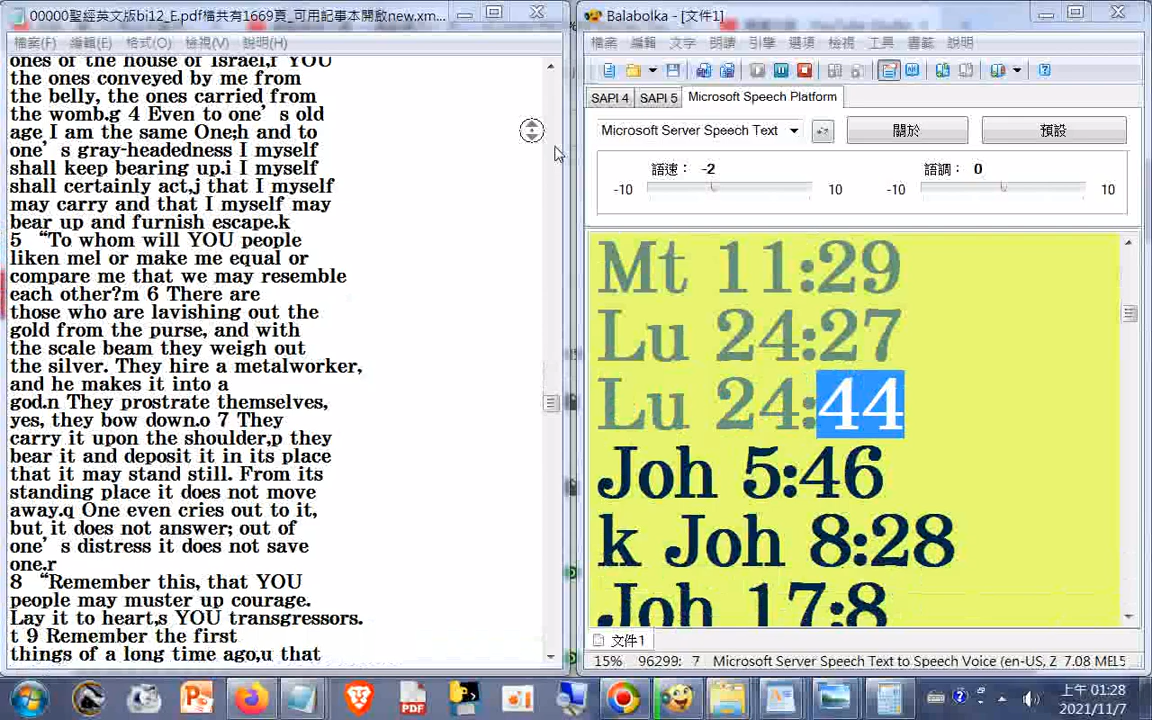 00000聖經英文版bi12_E.pdf檔共有1669頁_可用記事本開啟new.xm...
檔案(F) 編輯(E) 格式(O) 檢視(V) 說明(H)
ones of the house of Israel,f YOU
the ones conveyed by me from
the belly, the ones carried from
the womb.g 4 Even to one’s old
age I am the same One;h and to
one’s gray-headedness I myself
shall keep bearing up.i I myself
shall certainly act,j that I myself
may carry and that I myself may
bear up and furnish escape.k
5 “To whom will YOU people
liken mel or make me equal or
compare me that we may resemble
each other?m 6 There are
those who are lavishing out the
gold from the purse, and with
the scale beam they weigh out
the silver. They hire a metalworker,
and he makes it into a
god.n They prostrate themselves,
yes, they bow down.o 7 They
carry it upon the shoulder,p they
bear it and deposit it in its place
that it may stand still. From its
standing place it does not move
away.q One even cries out to it,
but it does not answer; out of
one’s distress it does not save
one.r
8 “Remember this, that YOU
people may muster up courage.
Lay it to heart,s YOU transgressors.
t 9 Remember the first
things of a long time ago,u that
Balabolka - [文件1]
檔案 編輯 文字 朗讀 引擎 選項 檢視 工具 書籤 說明
SAPI 4 SAPI 5 Microsoft Speech Platform
Microsoft Server Speech Text 關於 預設
語速： -2 語調： 0
-10 10 -10 10
Mt 11:29
Lu 24:27
Lu 24:44
Joh 5:46
k Joh 8:28
Joh 17:8
文件1
15% 96299: 7 Microsoft Server Speech Text to Speech Voice (en-US, Z 7.08 ME
PDF
上午 01:28
2021/11/7